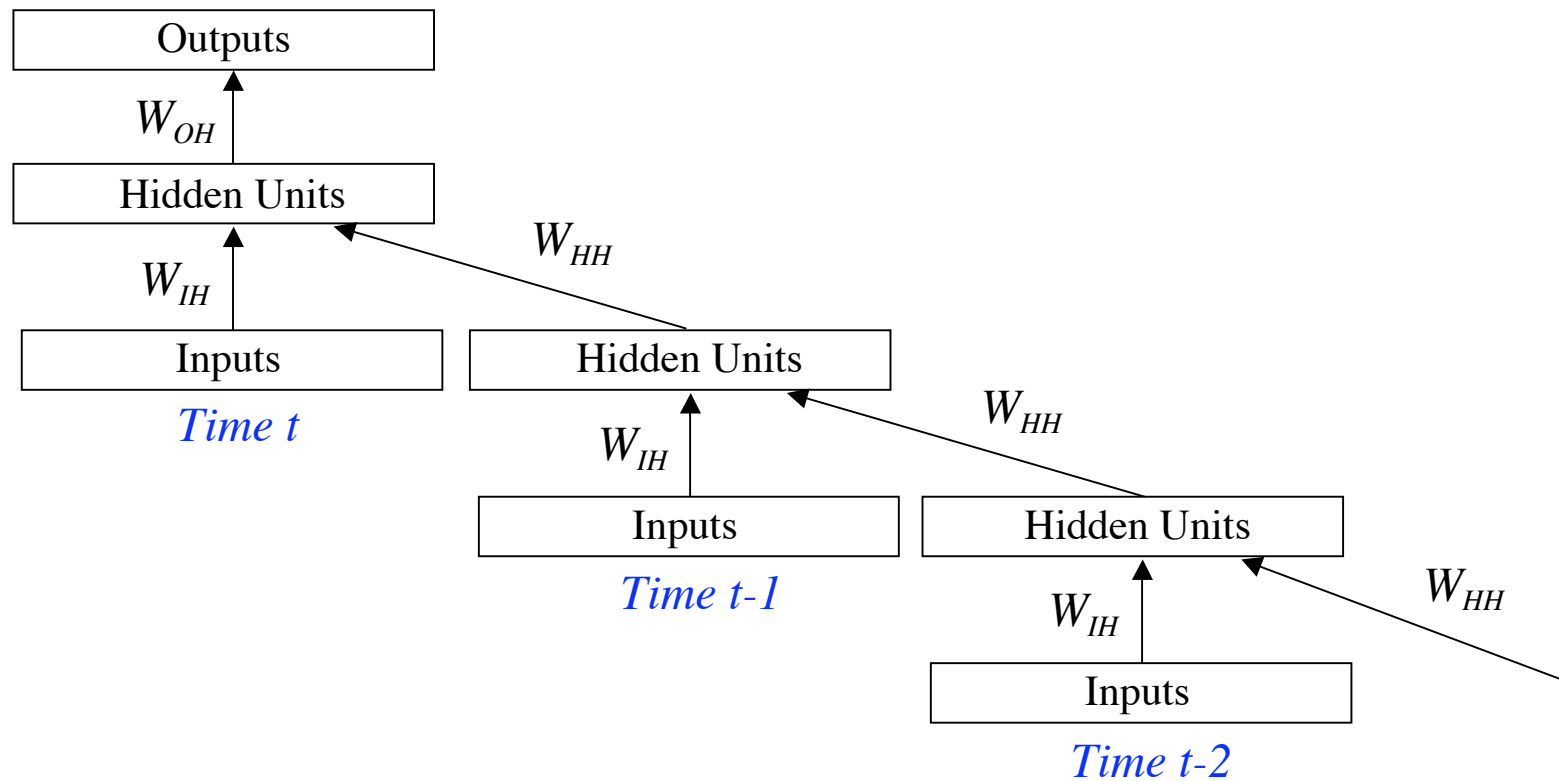 Outputs
W_OH
Hidden Units
W_HH
W_IH
Inputs
Hidden Units
Time t
W_HH
W_IH
Inputs
Hidden Units
Time t-1
W_HH
W_IH
Inputs
Time t-2